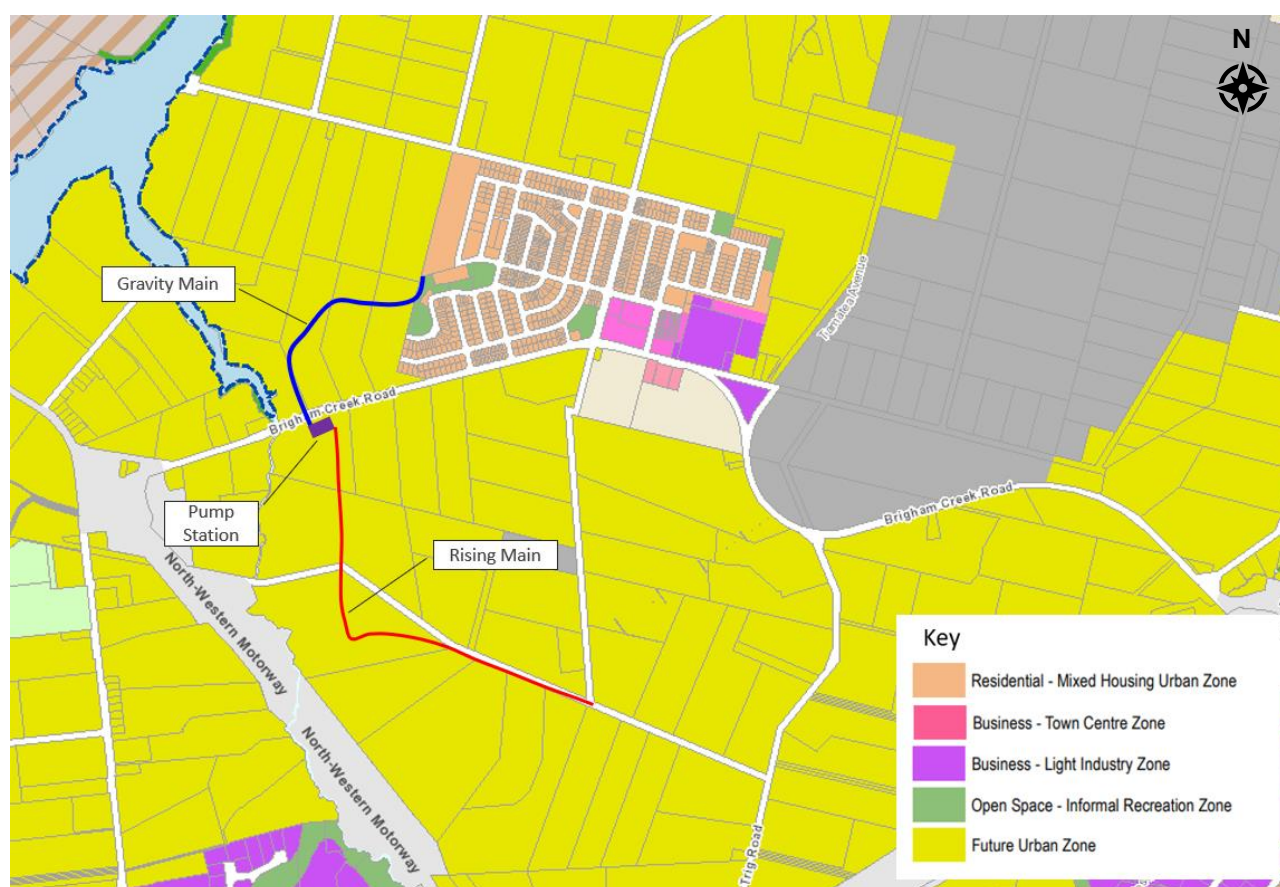 N
Gravity Main
Tamatea Avenue
Brigham Creek Road
Pump
Station
Brigham Creek Road
Rising Main
North-Western Motorway
North-Western Motorway
Trig Road
Key
Residential - Mixed Housing Urban Zone
Business - Town Centre Zone
Business - Light Industry Zone
Open Space - Informal Recreation Zone
Future Urban Zone